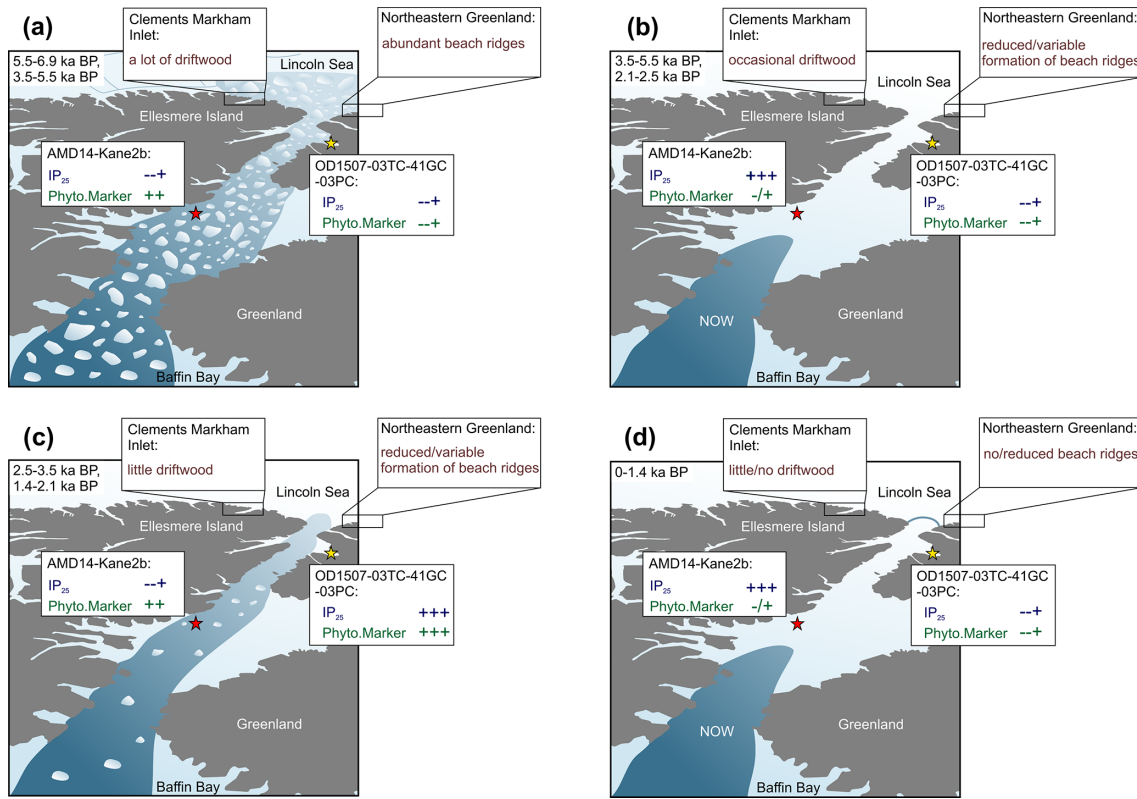 (a)
Clements Markham
Inlet:
a lot of driftwood
Northeastern Greenland:
abundant beach ridges
5.5-6.9 ka BP,
3.5-5.5 ka BP
Lincoln Sea
Ellesmere Island
AMD14-Kane2b:
IP25 --+
Phyto.Marker ++
OD1507-03TC-41GC
-03PC:
IP25 --+
Phyto.Marker --+
Greenland
Baffin Bay
(b)
Clements Markham
Inlet:
occasional driftwood
Northeastern Greenland:
reduced/variable
formation of beach ridges
3.5-5.5 ka BP,
2.1-2.5 ka BP
Lincoln Sea
Ellesmere Island
AMD14-Kane2b:
IP25 +++
Phyto.Marker -/+
OD1507-03TC-41GC
-03PC:
IP25 --+
Phyto.Marker --+
NOW
Greenland
Baffin Bay
(c)
Clements Markham
Inlet:
little driftwood
Northeastern Greenland:
reduced/variable
formation of beach ridges
2.5-3.5 ka BP,
1.4-2.1 ka BP
Lincoln Sea
Ellesmere Island
AMD14-Kane2b:
IP25 --+
Phyto.Marker ++
OD1507-03TC-41GC
-03PC:
IP25 +++
Phyto.Marker +++
Greenland
Baffin Bay
(d)
Clements Markham
Inlet:
little/no driftwood
Northeastern Greenland:
no/reduced beach ridges
0-1.4 ka BP
Lincoln Sea
Ellesmere Island
AMD14-Kane2b:
IP25 +++
Phyto.Marker -/+
OD1507-03TC-41GC
-03PC:
IP25 --+
Phyto.Marker --+
NOW
Greenland
Baffin Bay